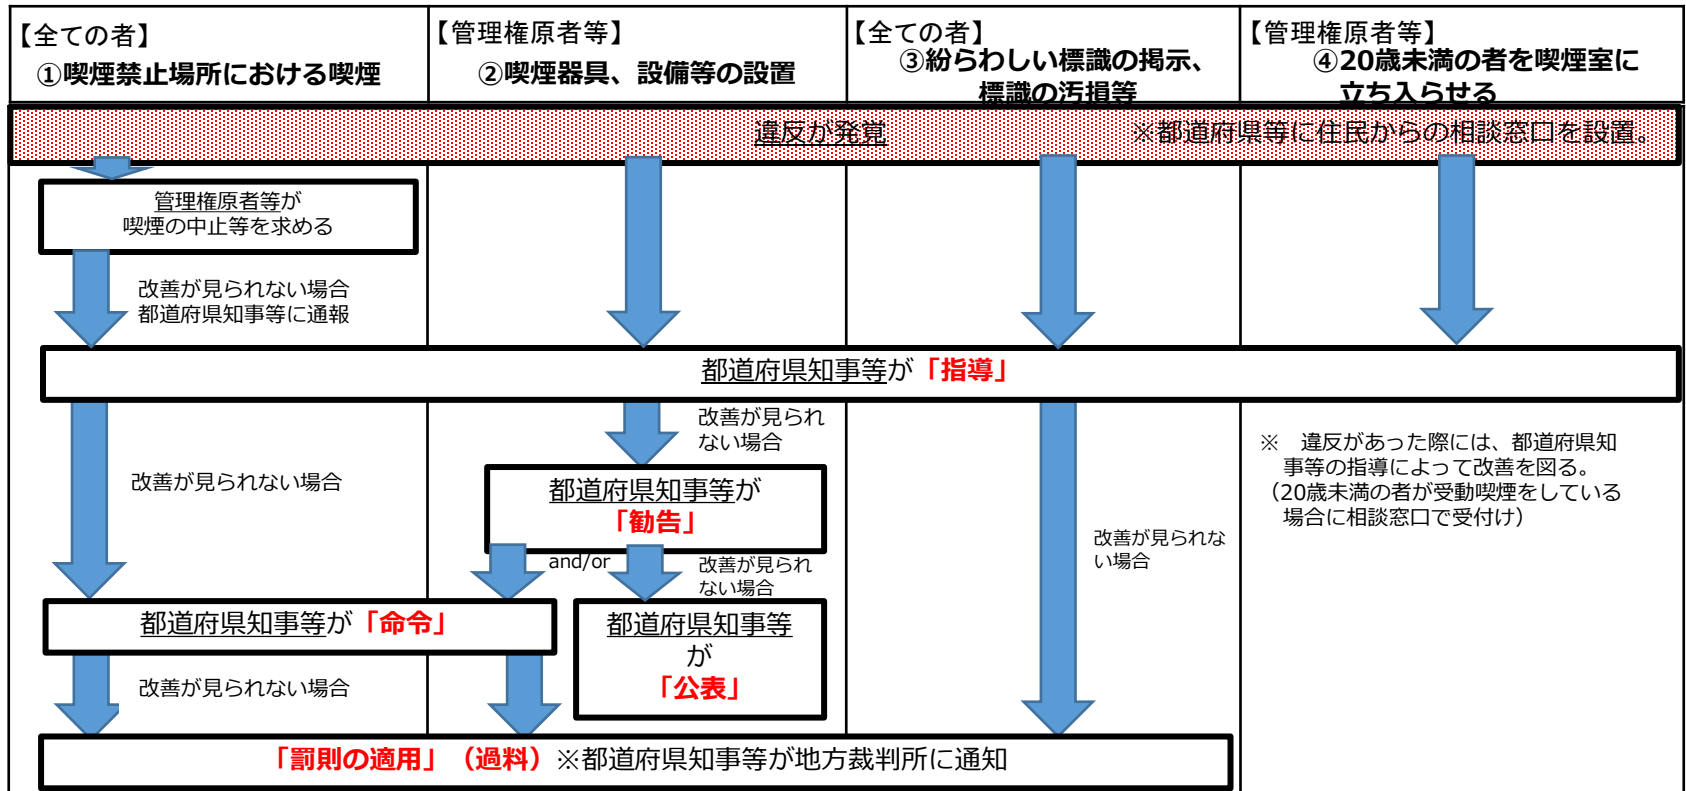 【全ての者】
①喫煙禁止場所における喫煙
【管理権原者等】
②喫煙器具、設備等の設置
【全ての者】
③紛らわしい標識の掲示、
標識の汚損等
【管理権原者等】
④20歳未満の者を喫煙室に
立ち入らせる
違反が発覚
※都道府県等に住民からの相談窓口を設置。
管理権原者等が
喫煙の中止等を求める
改善が見られない場合
都道府県知事等に通報
都道府県知事等が「指導」
改善が見られない場合
改善が見られ
ない場合
都道府県知事等が
「勧告」
and/or
改善が見られ
ない場合
都道府県知事等が「命令」
都道府県知事等
が
「公表」
改善が見られない場合
改善が見られな
い場合
※　違反があった際には、都道府県知
事等の指導によって改善を図る。
（20歳未満の者が受動喫煙をしている
場合に相談窓口で受付け）
「罰則の適用」（過料）※都道府県知事等が地方裁判所に通知